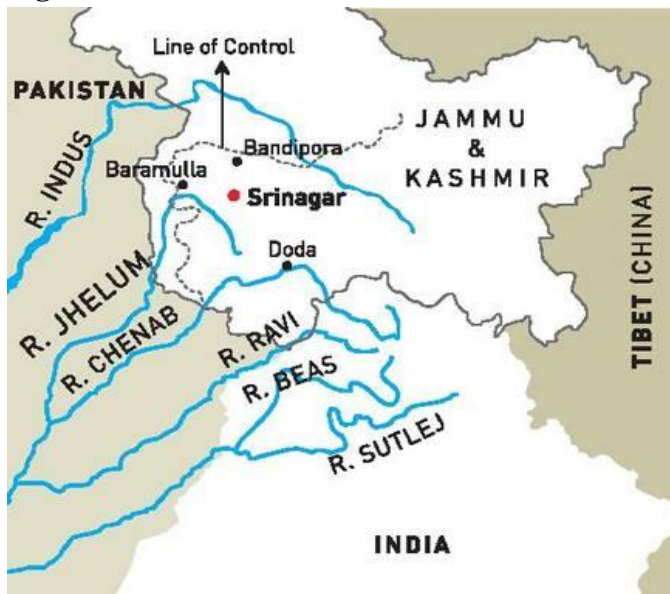 Line of Control
PAKISTAN
JAMMU
&
KASHMIR
Bandipora
Baramulla
Srinagar
R. INDUS
Doda
R. JHELUM
R. CHENAB
R. RAVI
R. BEAS
R. SUTLEJ
TIBET (CHINA)
INDIA